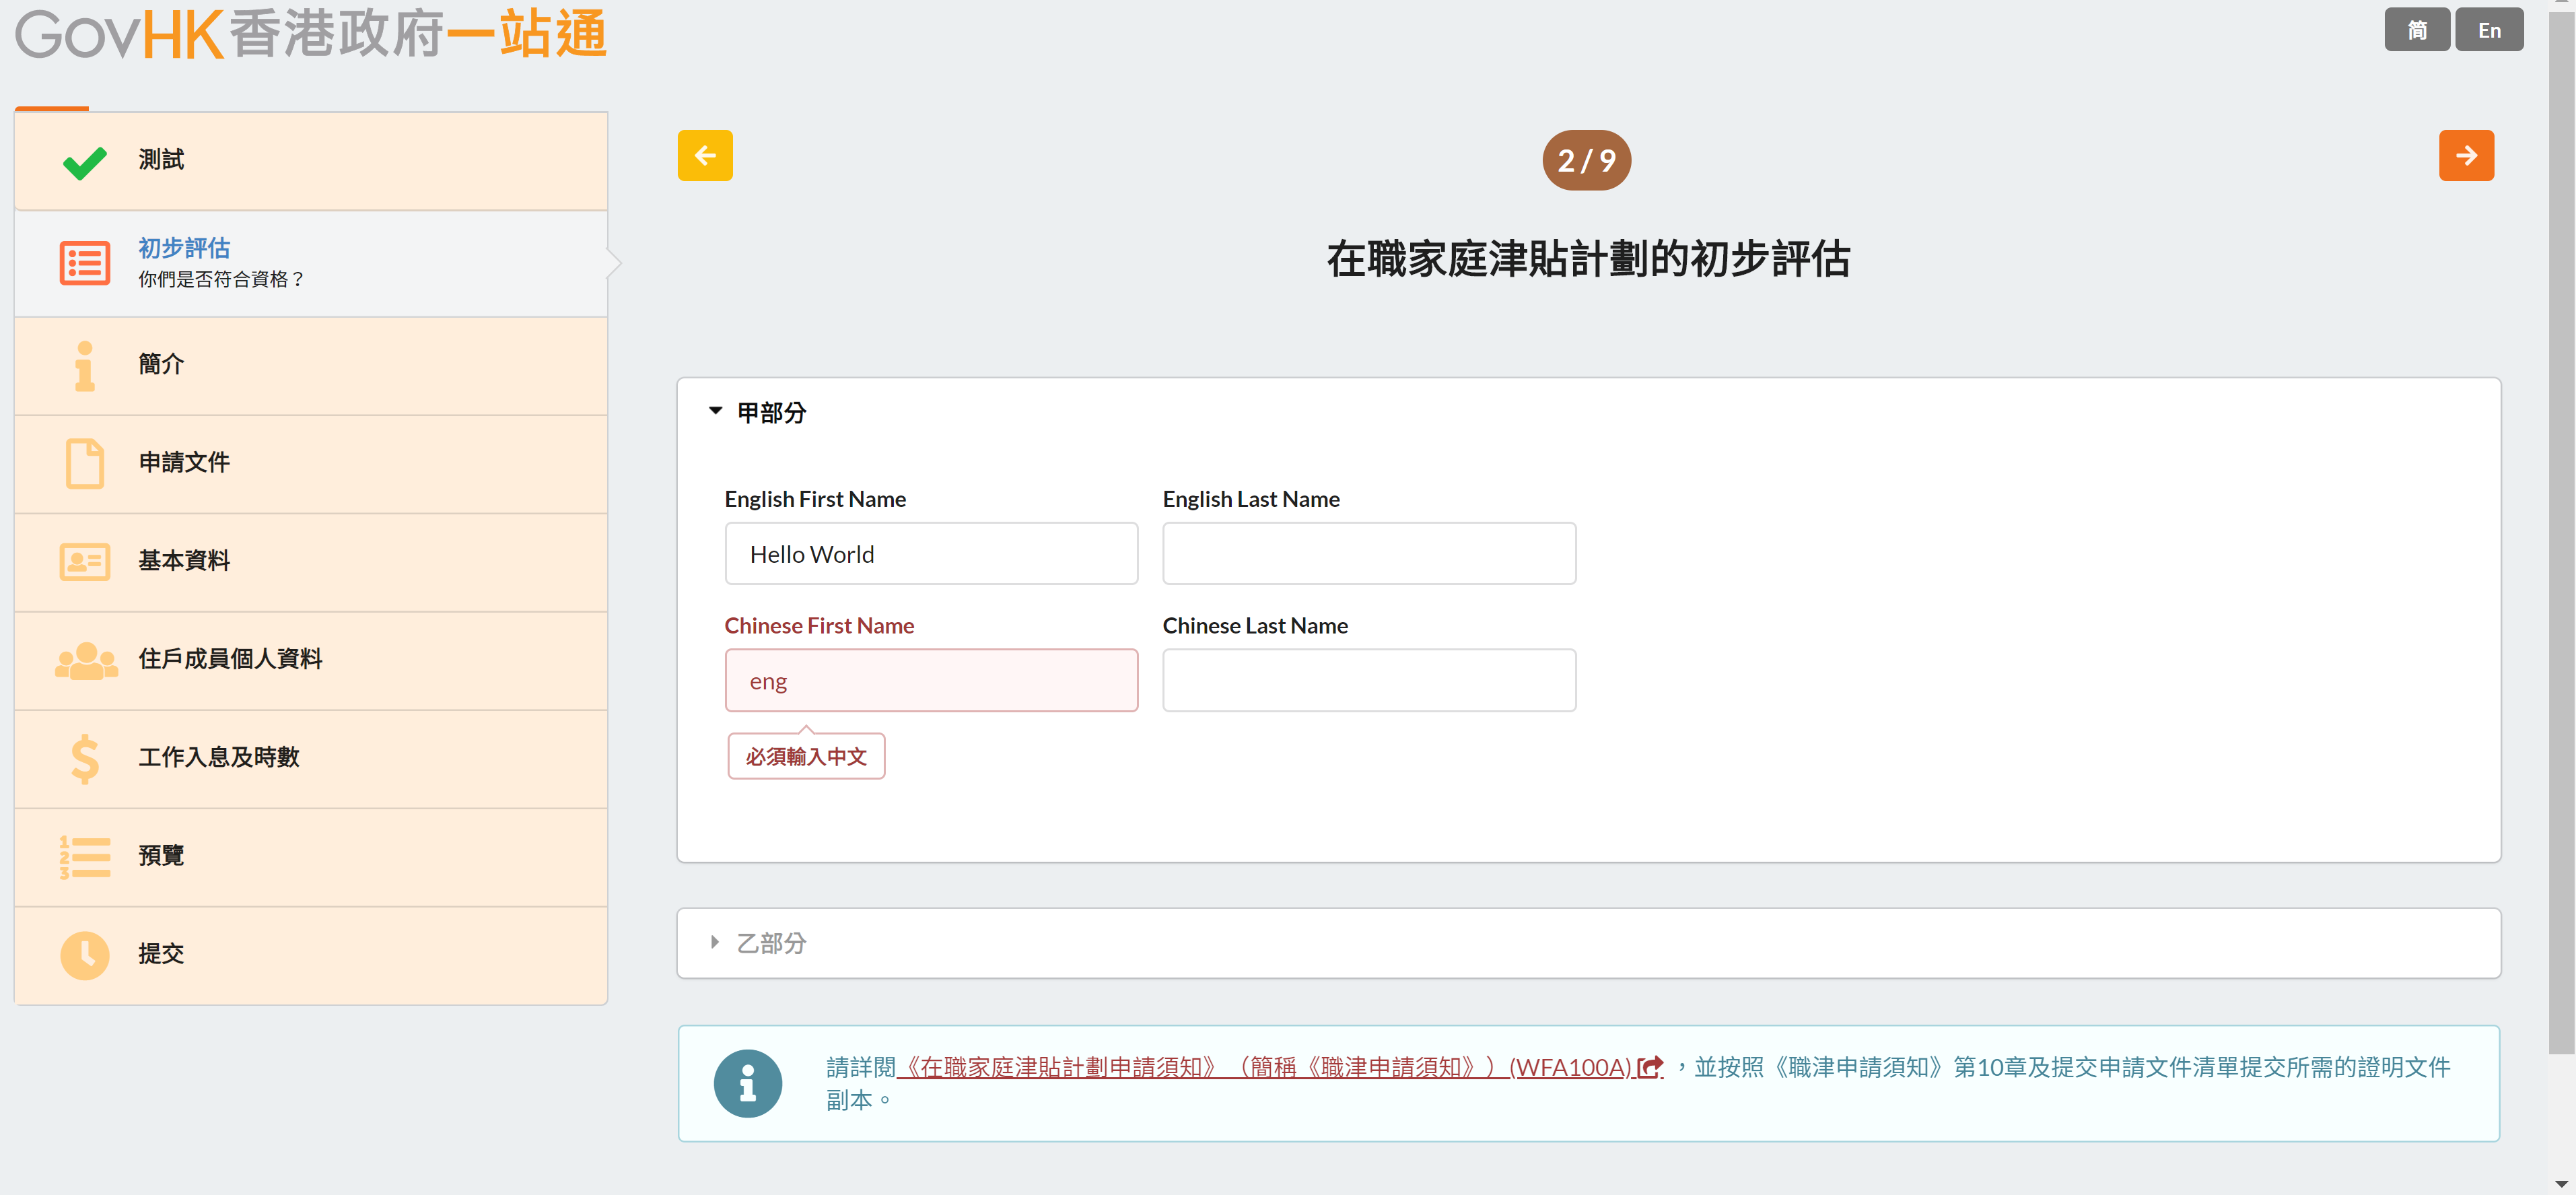 GovHK香港政府一站通
简
En
測試
初步評估
你們是否符合資格？
簡介
申請文件
基本資料
住戶成員個人資料
工作入息及時數
預覽
提交
2 / 9
在職家庭津貼計劃的初步評估
甲部分
English First Name
English Last Name
Hello World
Chinese First Name
Chinese Last Name
eng
必須輸入中文
乙部分
請詳閱《在職家庭津貼計劃申請須知》（簡稱《職津申請須知》）(WFA100A)，並按照《職津申請須知》第10章及提交申請文件清單提交所需的證明文件
副本。